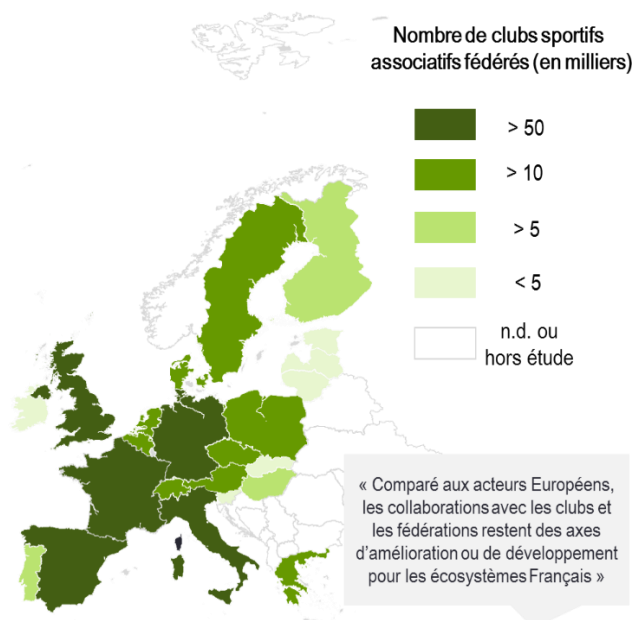 Nombre de clubs sportifs
associatifs fédérés (en milliers)
> 50
> 10
> 5
< 5
n.d. ou
hors étude
« Comparé aux acteurs Européens,
les collaborations avec les clubs et
les fédérations restent des axes
d’amélioration ou de développement
pour les écosystèmes Français »